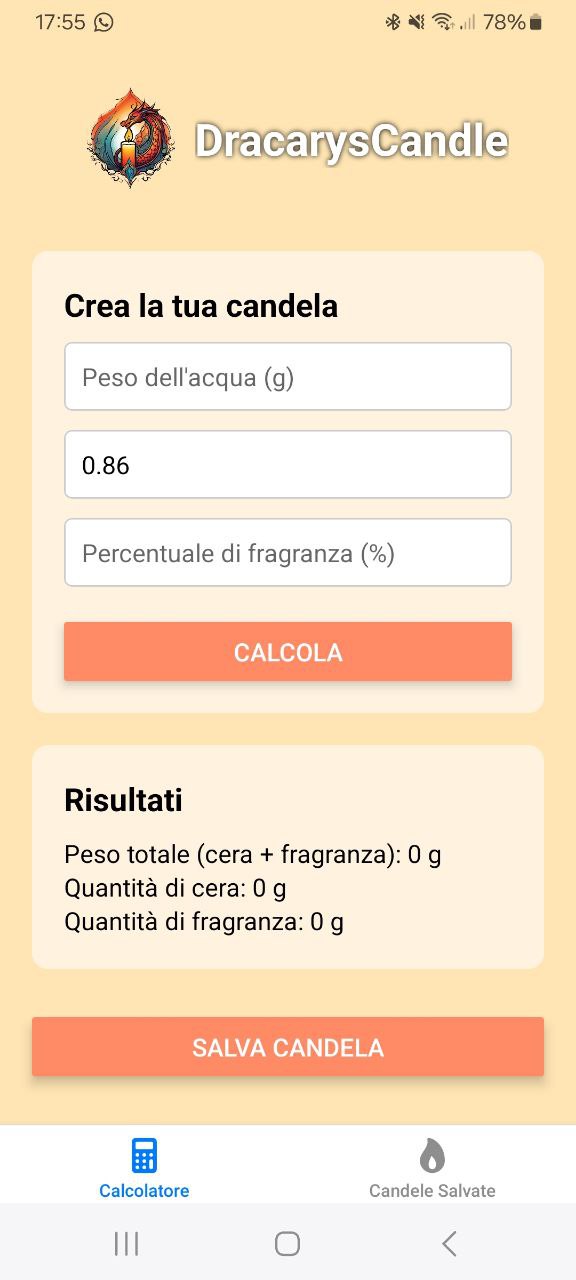 17:55 78%
DracarysCandle
Crea la tua candela
Peso dell'acqua (g)
0.86
Percentuale di fragranza (%)
CALCOLA
Risultati
Peso totale (cera + fragranza): 0 g
Quantità di cera: 0 g
Quantità di fragranza: 0 g
SALVA CANDELA
Calcolatore Candele Salvate